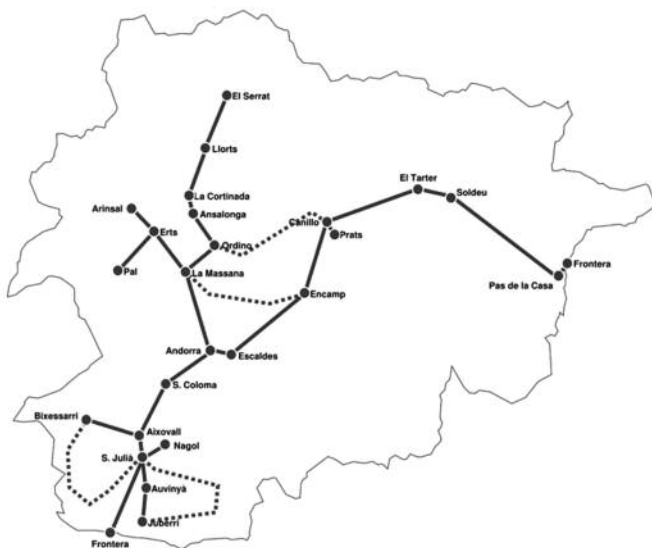 El Serrat
Llorts
El Tarter
Soldeu
La Cortinada
Arinsal
Ansalonga
Canillo
Erts
Prats
Ordino
Frontera
Pal
La Massana
Pas de la Casa
Encamp
Andorra
Escaldes
S. Coloma
Bixessarri
Aixovall
Nagol
S. Julià
Auvinyà
Juberri
Frontera